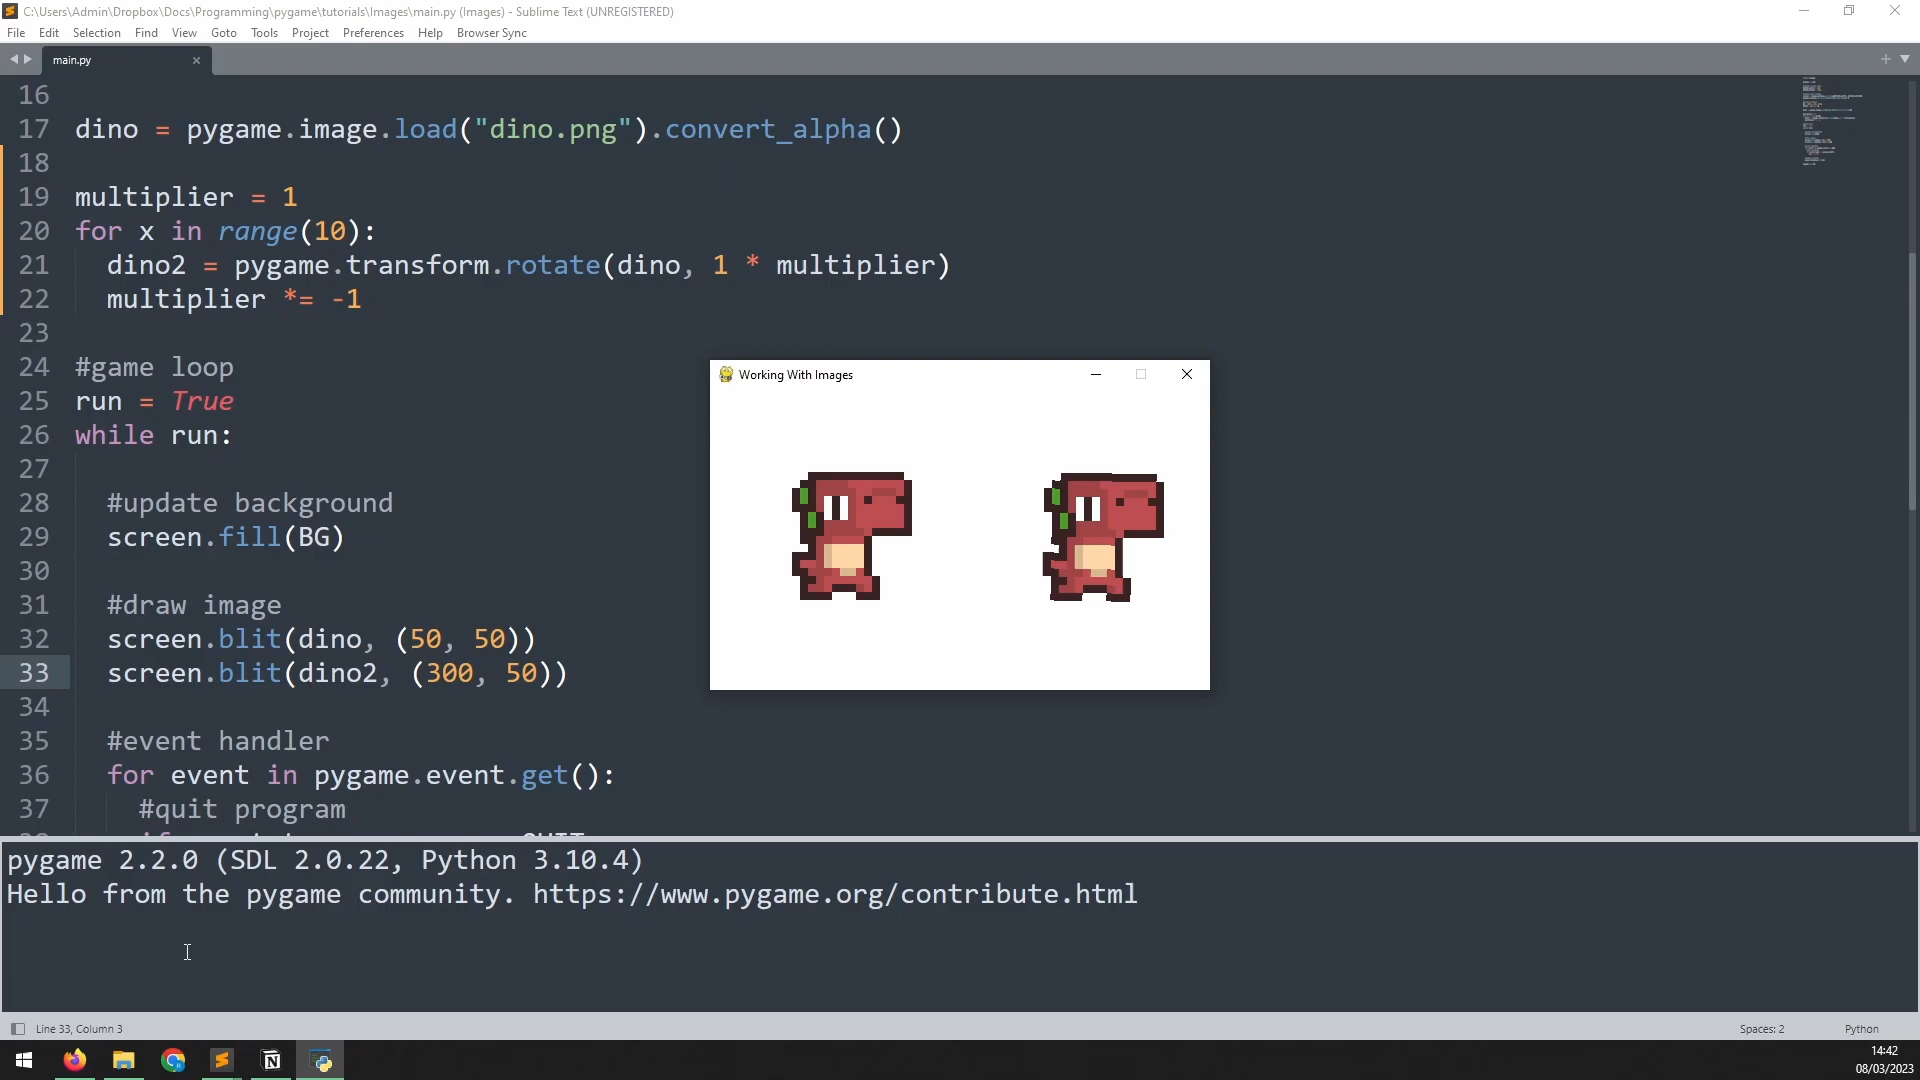 C:\Users\Admin\Dropbox\Docs\Programming\pygame\tutorials\Images\main.py (Images) - Sublime Text (UNREGISTERED)
File Edit Selection Find View Goto Tools Project Preferences Help Browser Sync
main.py
16
17 dino = pygame.image.load("dino.png").convert_alpha()
18
19 multiplier = 1
20 for x in range(10):
21 dino2 = pygame.transform.rotate(dino, 1 * multiplier)
22 multiplier *= -1
23
24 #game loop
25 run = True
26 while run:
27
28 #update background
29 screen.fill(BG)
30
31 #draw image
32 screen.blit(dino, (50, 50))
33 screen.blit(dino2, (300, 50))
34
35 #event handler
36 for event in pygame.event.get():
37 #quit program
Working With Images
pygame 2.2.0 (SDL 2.0.22, Python 3.10.4)
Hello from the pygame community. https://www.pygame.org/contribute.html
Line 33, Column 3
Spaces: 2
Python
14:42
08/03/2023